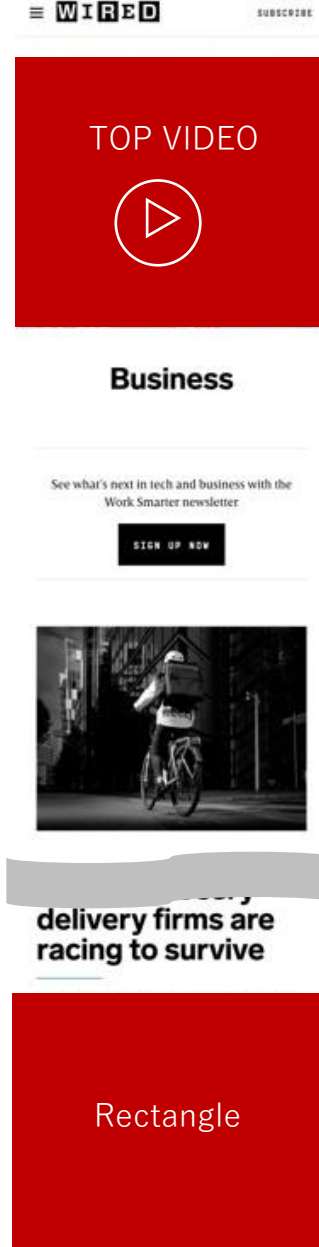 WIRED
SUBSCRIBE
TOP VIDEO
Business
See what's next in tech and business with the
Work Smarter newsletter
SIGN UP NOW
delivery firms are
racing to survive
Rectangle